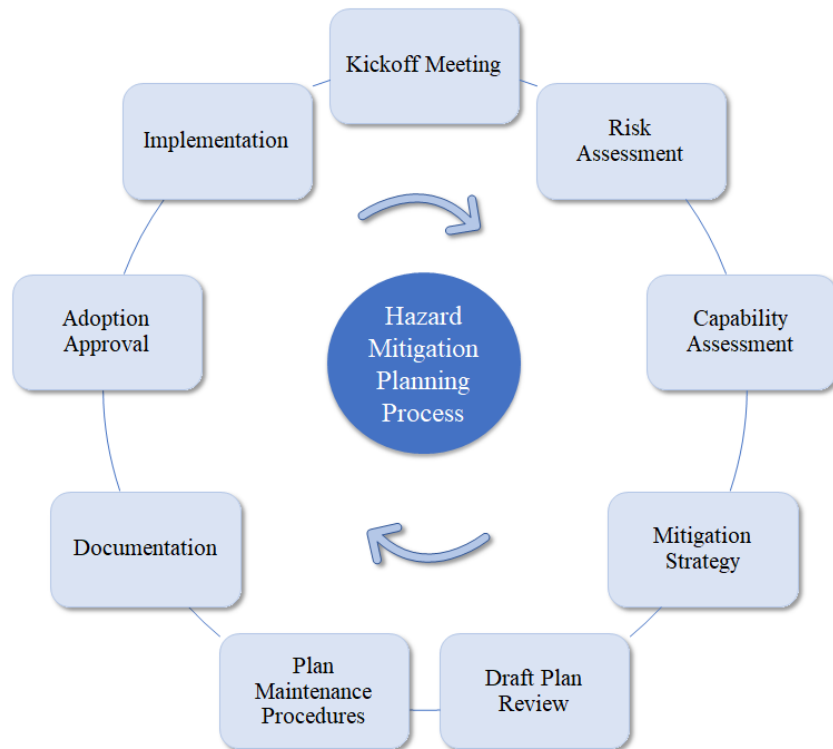 Kickoff Meeting
Risk
Assessment
Capability
Assessment
Mitigation
Strategy
Draft Plan
Review
Plan
Maintenance
Procedures
Documentation
Adoption
Approval
Implementation
Hazard
Mitigation
Planning
Process